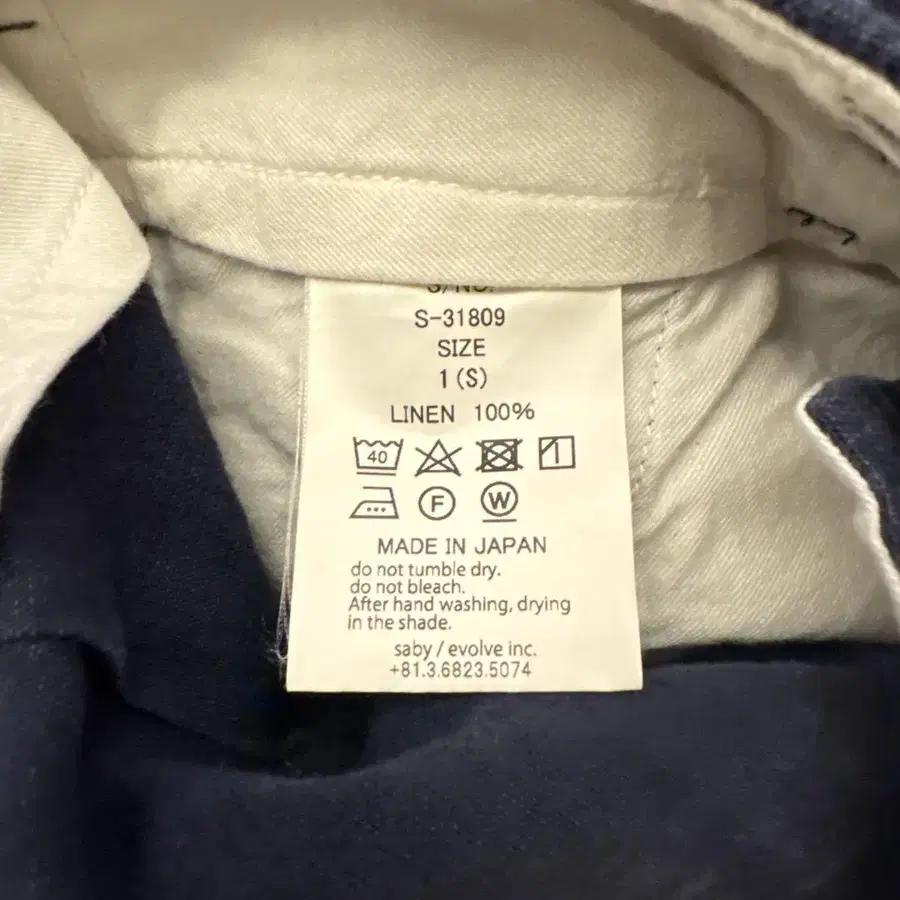 S/NO.
S-31809
SIZE
1 (S)
LINEN 100%
40
F W
MADE IN JAPAN
do not tumble dry.
do not bleach.
After hand washing, drying
in the shade.
saby / evolve inc.
+81.3.6823.5074